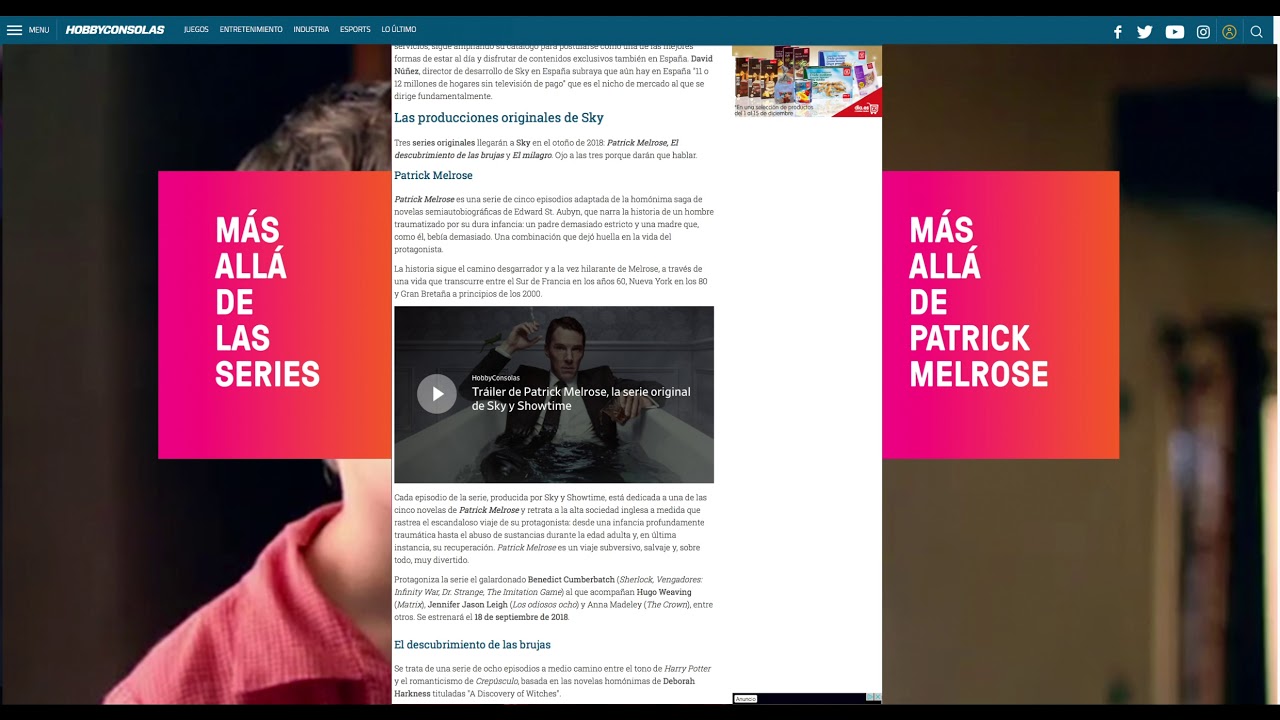 MENU HOBBYCONSOLAS JUEGOS ENTRETENIMIENTO INDUSTRIA ESPORTS LO ÚLTIMO
servicios, sigue ampliando su catálogo para postularse como una de las mejores
formas de estar al día y disfrutar de contenidos exclusivos también en España. David
Núñez, director de desarrollo de Sky en España subraya que aún hay en España "11 o
12 millones de hogares sin televisión de pago" que es el nicho de mercado al que se
dirige fundamentalmente.
Las producciones originales de Sky
Tres series originales llegarán a Sky en el otoño de 2018: Patrick Melrose, El
descubrimiento de las brujas y El milagro. Ojo a las tres porque darán que hablar.
Patrick Melrose
Patrick Melrose es una serie de cinco episodios adaptada de la homónima saga de
novelas semiautobiográficas de Edward St. Aubyn, que narra la historia de un hombre
traumatizado por su dura infancia: un padre demasiado estricto y una madre que,
como él, bebía demasiado. Una combinación que dejó huella en la vida del
protagonista.
La historia sigue el camino desgarrador y a la vez hilarante de Melrose, a través de
una vida que transcurre entre el Sur de Francia en los años 60, Nueva York en los 80
y Gran Bretaña a principios de los 2000.
HobbyConsolas
Tráiler de Patrick Melrose, la serie original
de Sky y Showtime
Cada episodio de la serie, producida por Sky y Showtime, está dedicada a una de las
cinco novelas de Patrick Melrose y retrata a la alta sociedad inglesa a medida que
rastrea el escandaloso viaje de su protagonista: desde una infancia profundamente
traumática hasta el abuso de sustancias durante la edad adulta y, en última
instancia, su recuperación. Patrick Melrose es un viaje subversivo, salvaje y, sobre
todo, muy divertido.
Protagoniza la serie el galardonado Benedict Cumberbatch (Sherlock, Vengadores:
Infinity War, Dr. Strange, The Imitation Game) al que acompañan Hugo Weaving
(Matrix), Jennifer Jason Leigh (Los odiosos ocho) y Anna Madeley (The Crown), entre
otros. Se estrenará el 18 de septiembre de 2018.
El descubrimiento de las brujas
Se trata de una serie de ocho episodios a medio camino entre el tono de Harry Potter
y el romanticismo de Crepúsculo, basada en las novelas homónimas de Deborah
Harkness tituladas "A Discovery of Witches".
MÁS
ALLÁ
DE
LAS
SERIES
MÁS
ALLÁ
DE
PATRICK
MELROSE
*En una selección de productos
del 1 al 15 de diciembre
dia.es
Anuncio